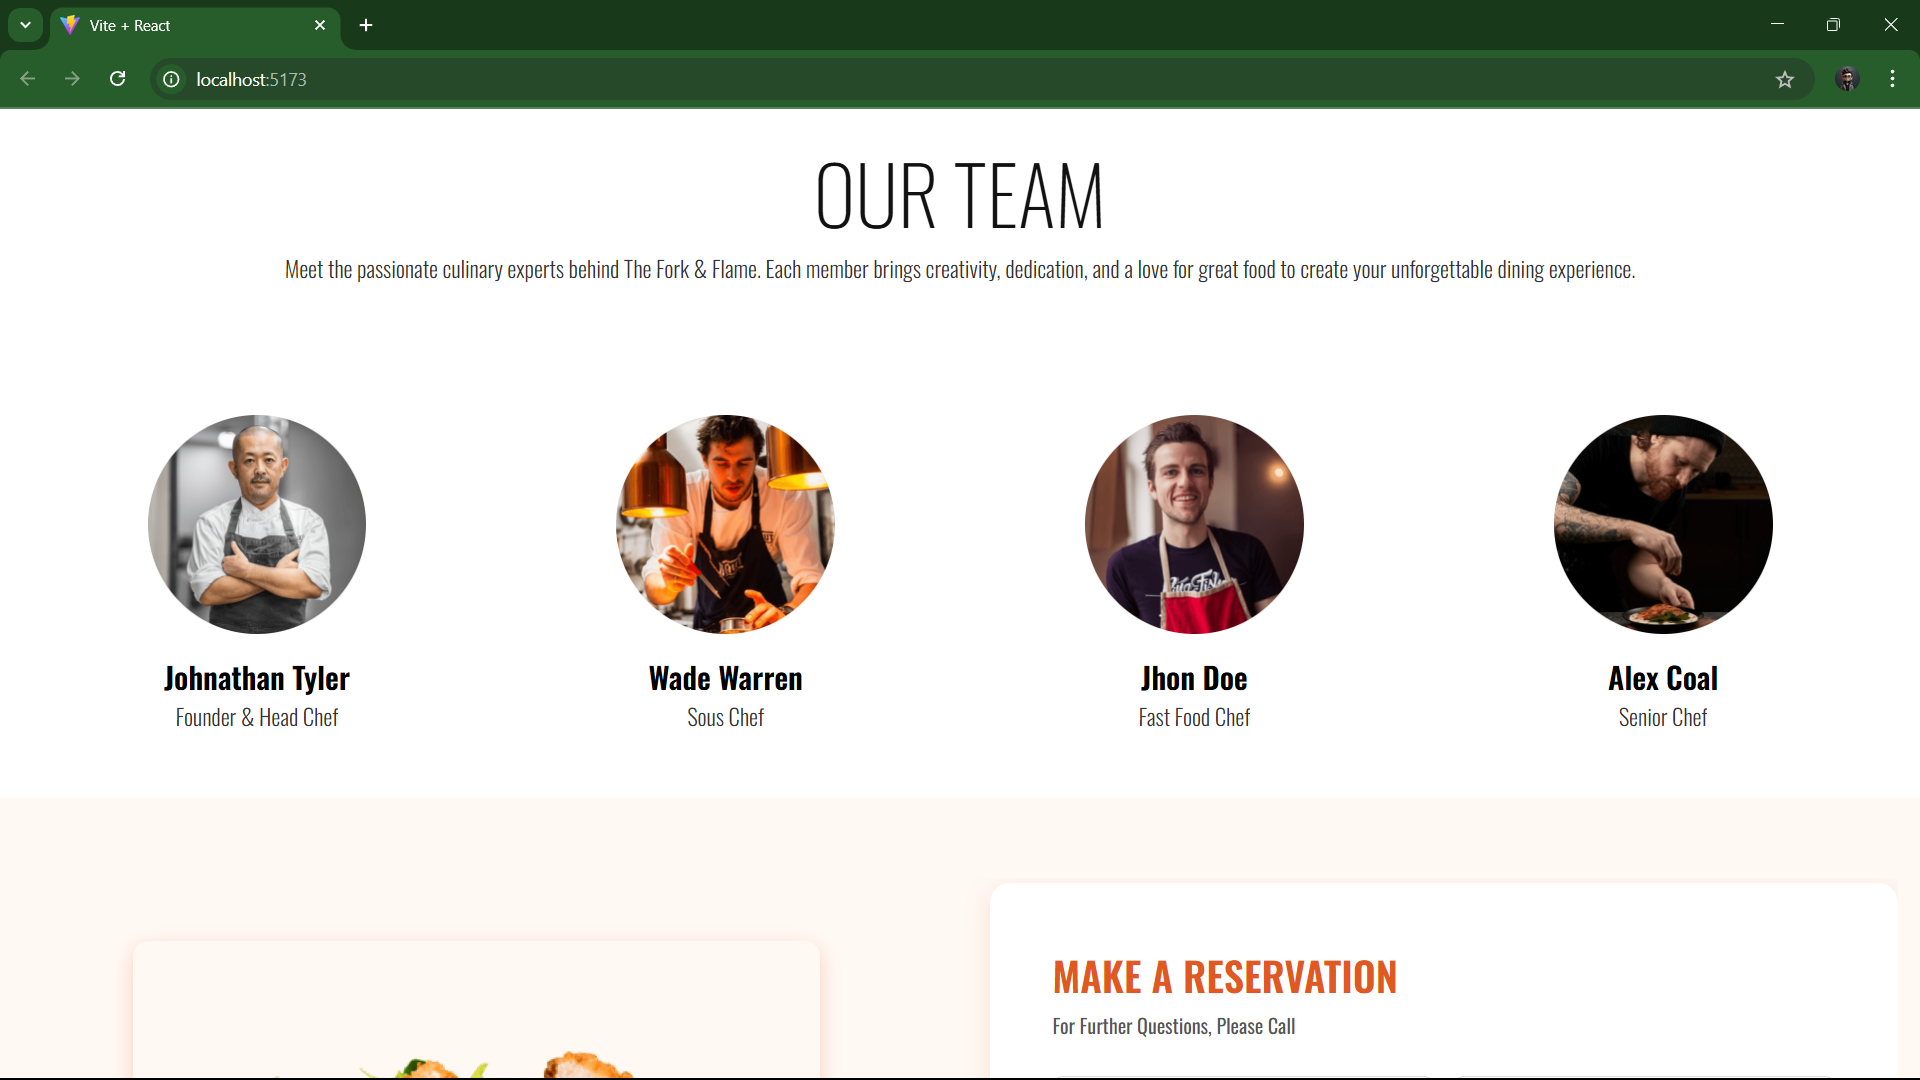 Vite + React
localhost:5173
OUR TEAM
Meet the passionate culinary experts behind The Fork & Flame. Each member brings creativity, dedication, and a love for great food to create your unforgettable dining experience.
Johnathan Tyler
Founder & Head Chef
Wade Warren
Sous Chef
Jhon Doe
Fast Food Chef
Alex Coal
Senior Chef
MAKE A RESERVATION
For Further Questions, Please Call